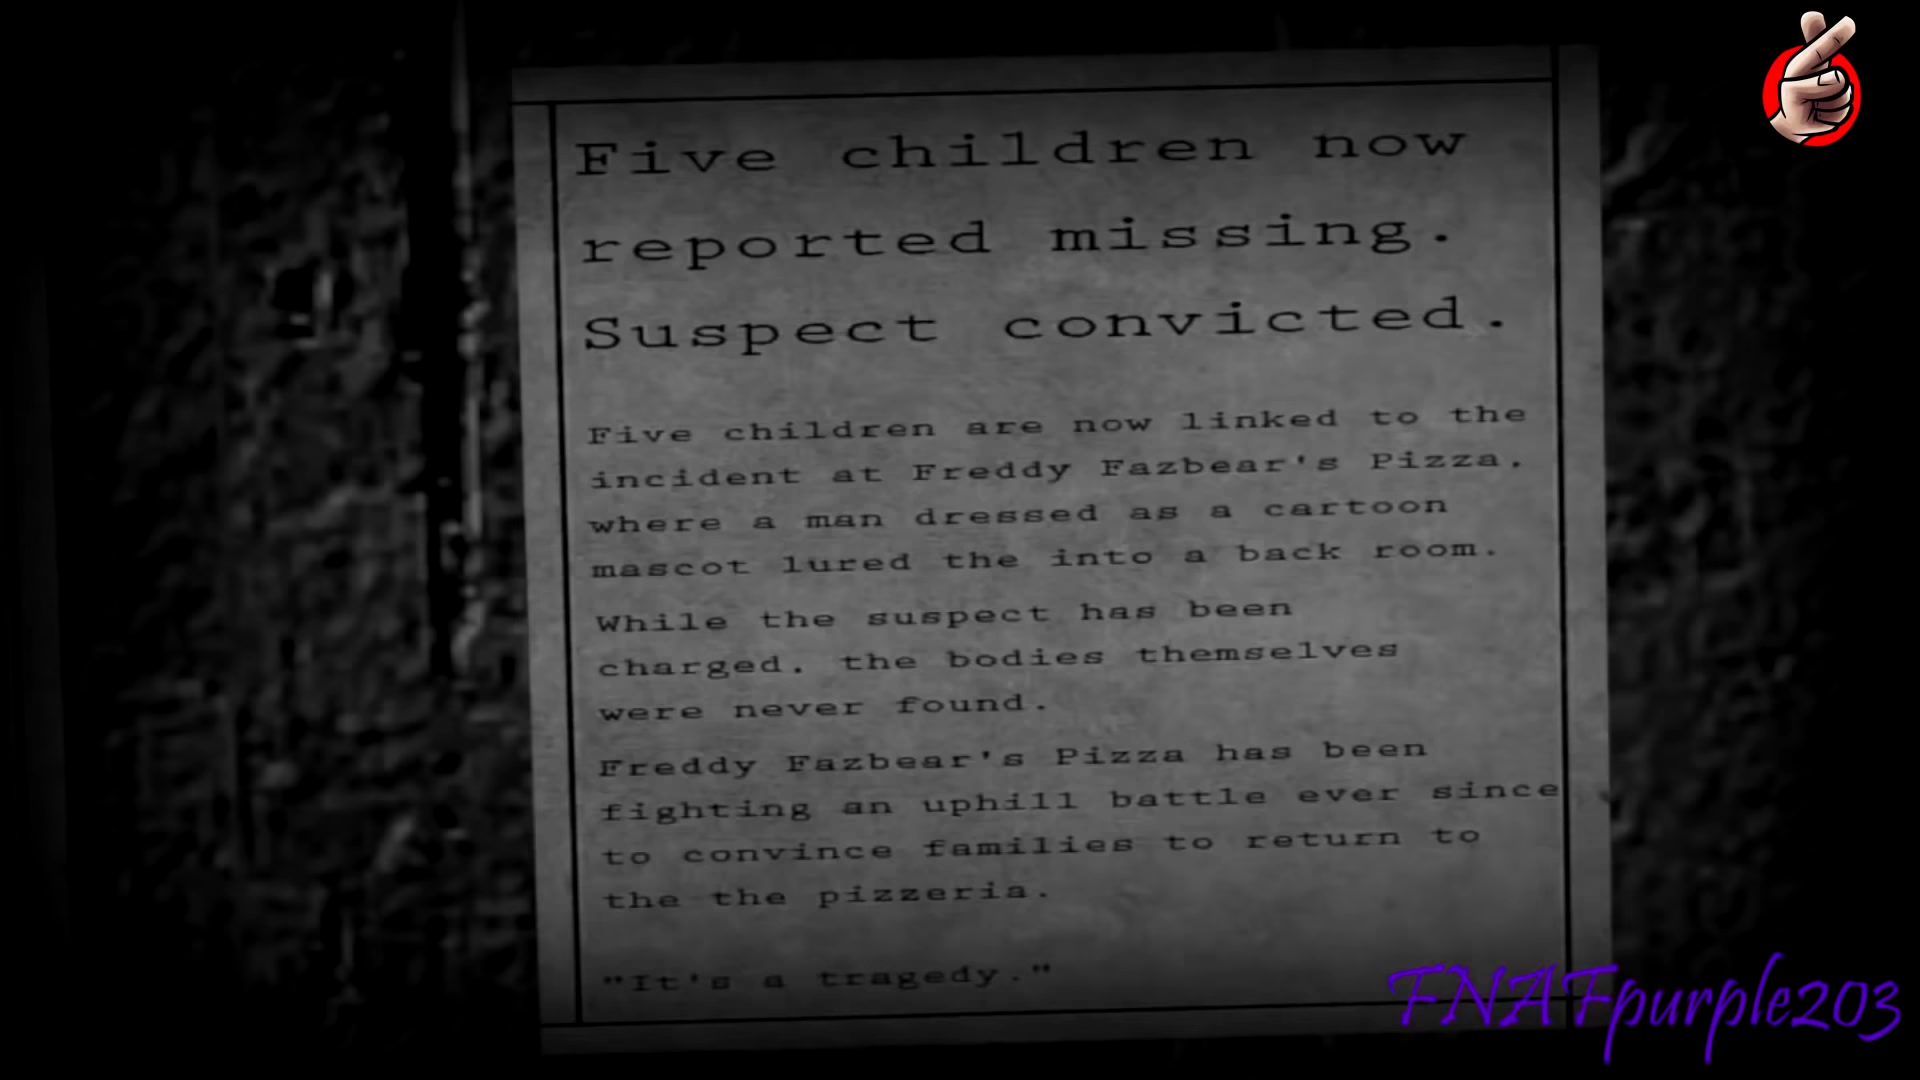 Five children now
reported missing.
Suspect convicted.
Five children are now linked to the
incident at Freddy Fazbear's Pizza,
where a man dressed as a cartoon
mascot lured the into a back room.
While the suspect has been
charged, the bodies themselves
were never found.
Freddy Fazbear's Pizza has been
fighting an uphill battle ever since
to convince families to return to
the the pizzeria.
"It's a tragedy."
FNAFpurple203